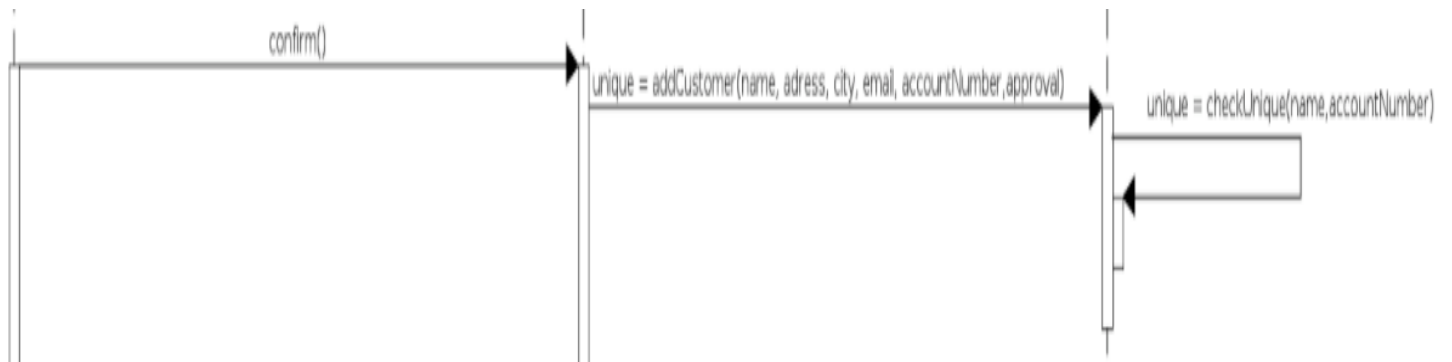 confirm()
unique = addCustomer(name, adress, city, email, accountNumber,approval)
unique = checkUnique(name,accountNumber)